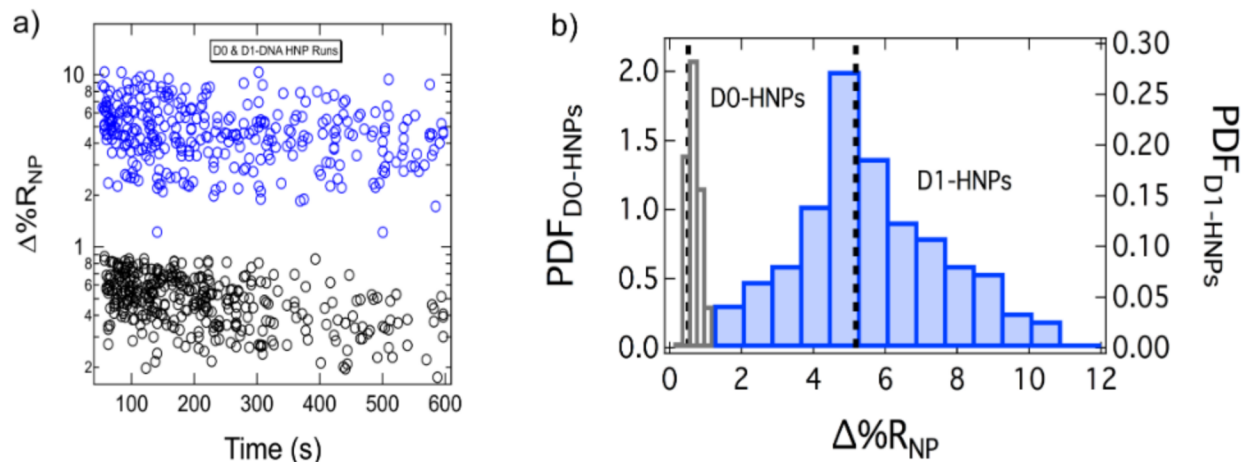 a)
D0 & D1-DNA HNP Runs
Δ%R_NP
10
8
6
4
2
1
8
6
4
2
100 200 300 400 500 600
Time (s)
b)
PDF_D0-HNPs
2.0
1.5
1.0
0.5
0.0
D0-HNPs
D1-HNPs
0.30
0.25
0.20
0.15
0.10
0.05
0.00
PDF_D1-HNPs
0 2 4 6 8 10 12
Δ%R_NP